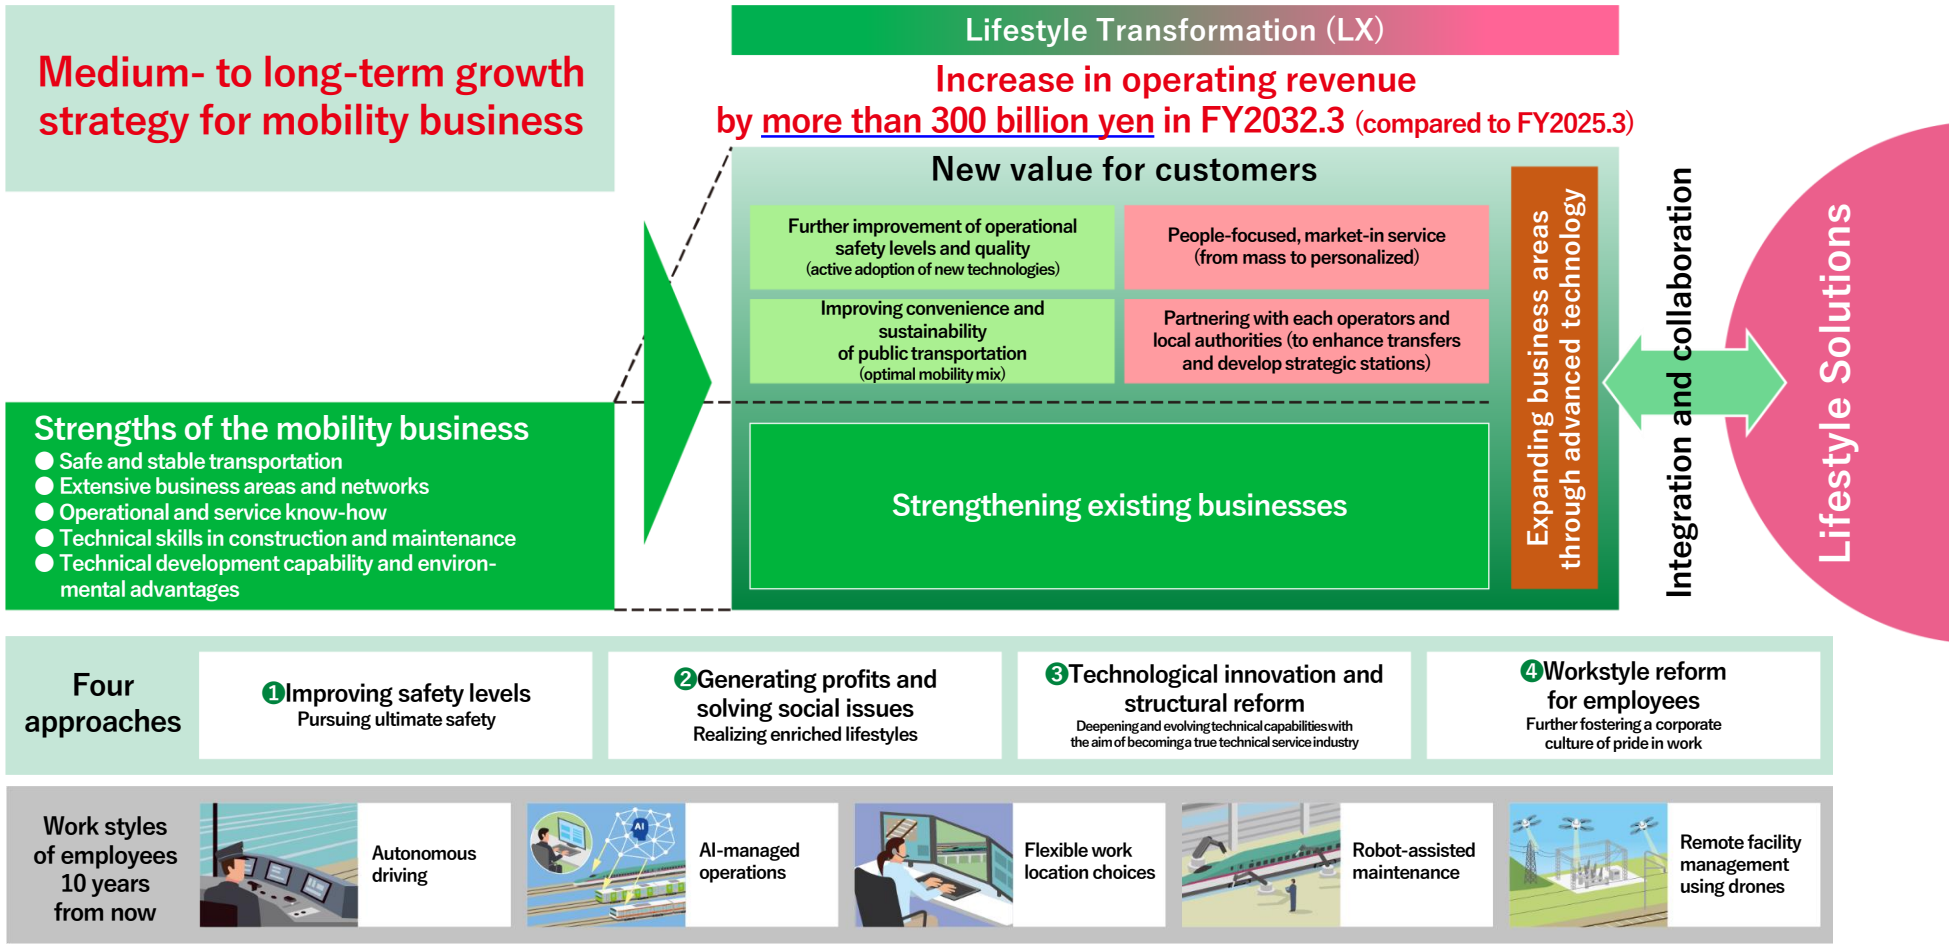 Medium- to long-term growth
strategy for mobility business
Lifestyle Transformation (LX)
Increase in operating revenue
by more than 300 billion yen in FY2032.3 (compared to FY2025.3)
New value for customers
Further improvement of operational
safety levels and quality
(active adoption of new technologies)
People-focused, market-in service
(from mass to personalized)
Improving convenience and
sustainability
of public transportation
(optimal mobility mix)
Partnering with each operators and
local authorities (to enhance transfers
and develop strategic stations)
Strengthening existing businesses
Expanding business areas
through advanced technology
Integration and collaboration
Lifestyle Solutions
Strengths of the mobility business
● Safe and stable transportation
● Extensive business areas and networks
● Operational and service know-how
● Technical skills in construction and maintenance
● Technical development capability and environ-
mental advantages
Four
approaches
❶Improving safety levels
Pursuing ultimate safety
❷Generating profits and
solving social issues
Realizing enriched lifestyles
❸Technological innovation and
structural reform
Deepening and evolving technical capabilities with
the aim of becoming a true technical service industry
❹Workstyle reform
for employees
Further fostering a corporate
culture of pride in work
Work styles
of employees
10 years
from now
Autonomous
driving
AI
AI-managed
operations
Flexible work
location choices
Robot-assisted
maintenance
Remote facility
management
using drones